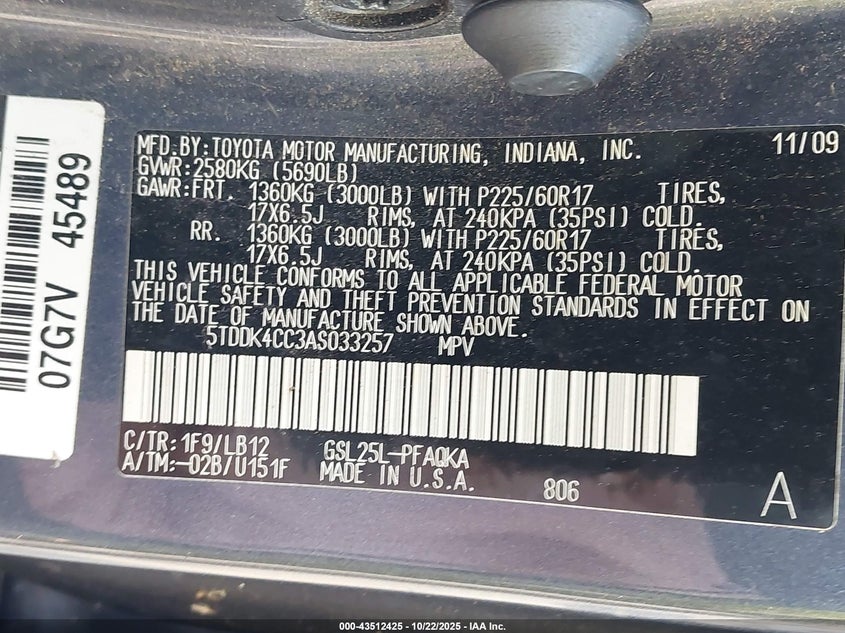 MFD.BY:TOYOTA MOTOR MANUFACTURING, INDIANA, INC. 11/09
GVWR:2580KG (5690LB)
GAWR:FRT. 1360KG (3000LB) WITH P225/60R17 TIRES,
17X6.5J RIMS, AT 240KPA (35PSI) COLD.
RR. 1360KG (3000LB) WITH P225/60R17 TIRES,
17X6.5J RIMS, AT 240KPA (35PSI) COLD.
THIS VEHICLE CONFORMS TO ALL APPLICABLE FEDERAL MOTOR
VEHICLE SAFETY AND THEFT PREVENTION STANDARDS IN EFFECT ON
THE DATE OF MANUFACTURE SHOWN ABOVE.
5TDDK4CC3AS033257 MPV
C/TR:1F9/LB12 GSL25L-PFAQKA
A/TM:-02B/U151F MADE IN U.S.A. 806 A
07G7V 45489
000-43512425 - 10/22/2025 - IAA Inc.